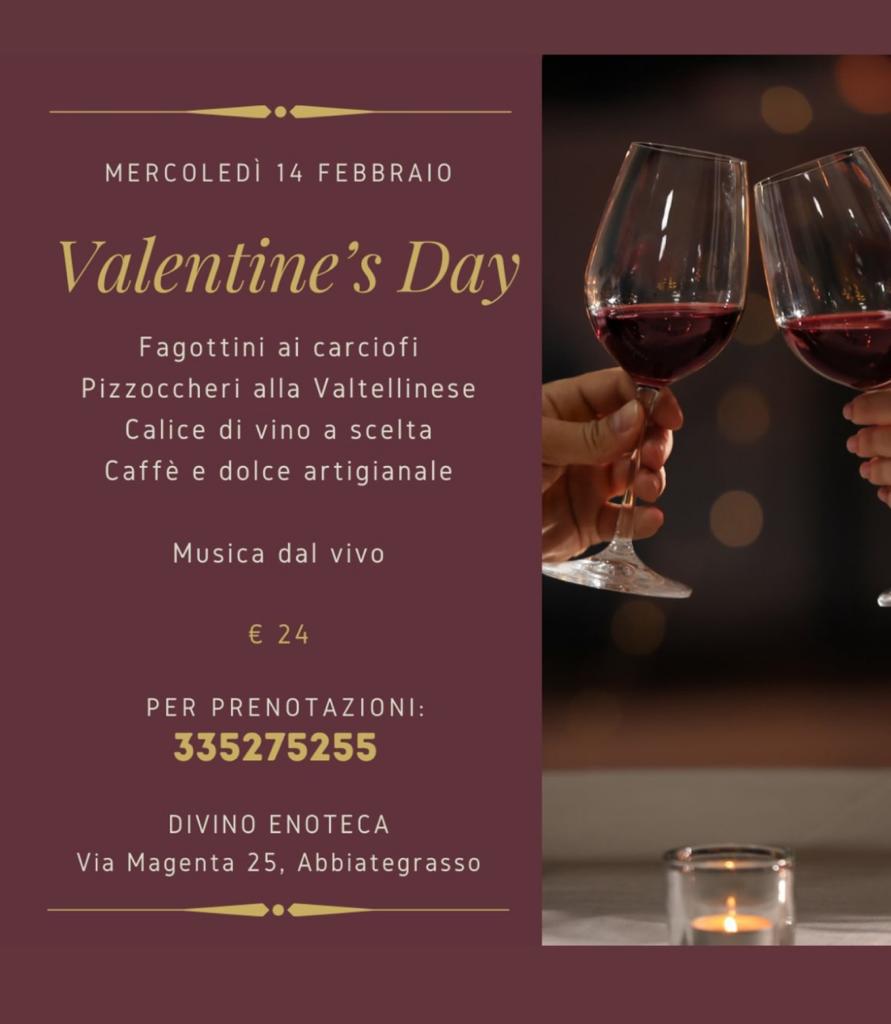 MERCOLEDÌ 14 FEBBRAIO
Valentine's Day
Fagottini ai carciofi
Pizzoccheri alla Valtellinese
Calice di vino a scelta
Caffè e dolce artigianale
Musica dal vivo
€ 24
PER PRENOTAZIONI:
335275255
DIVINO ENOTECA
Via Magenta 25, Abbiategrasso